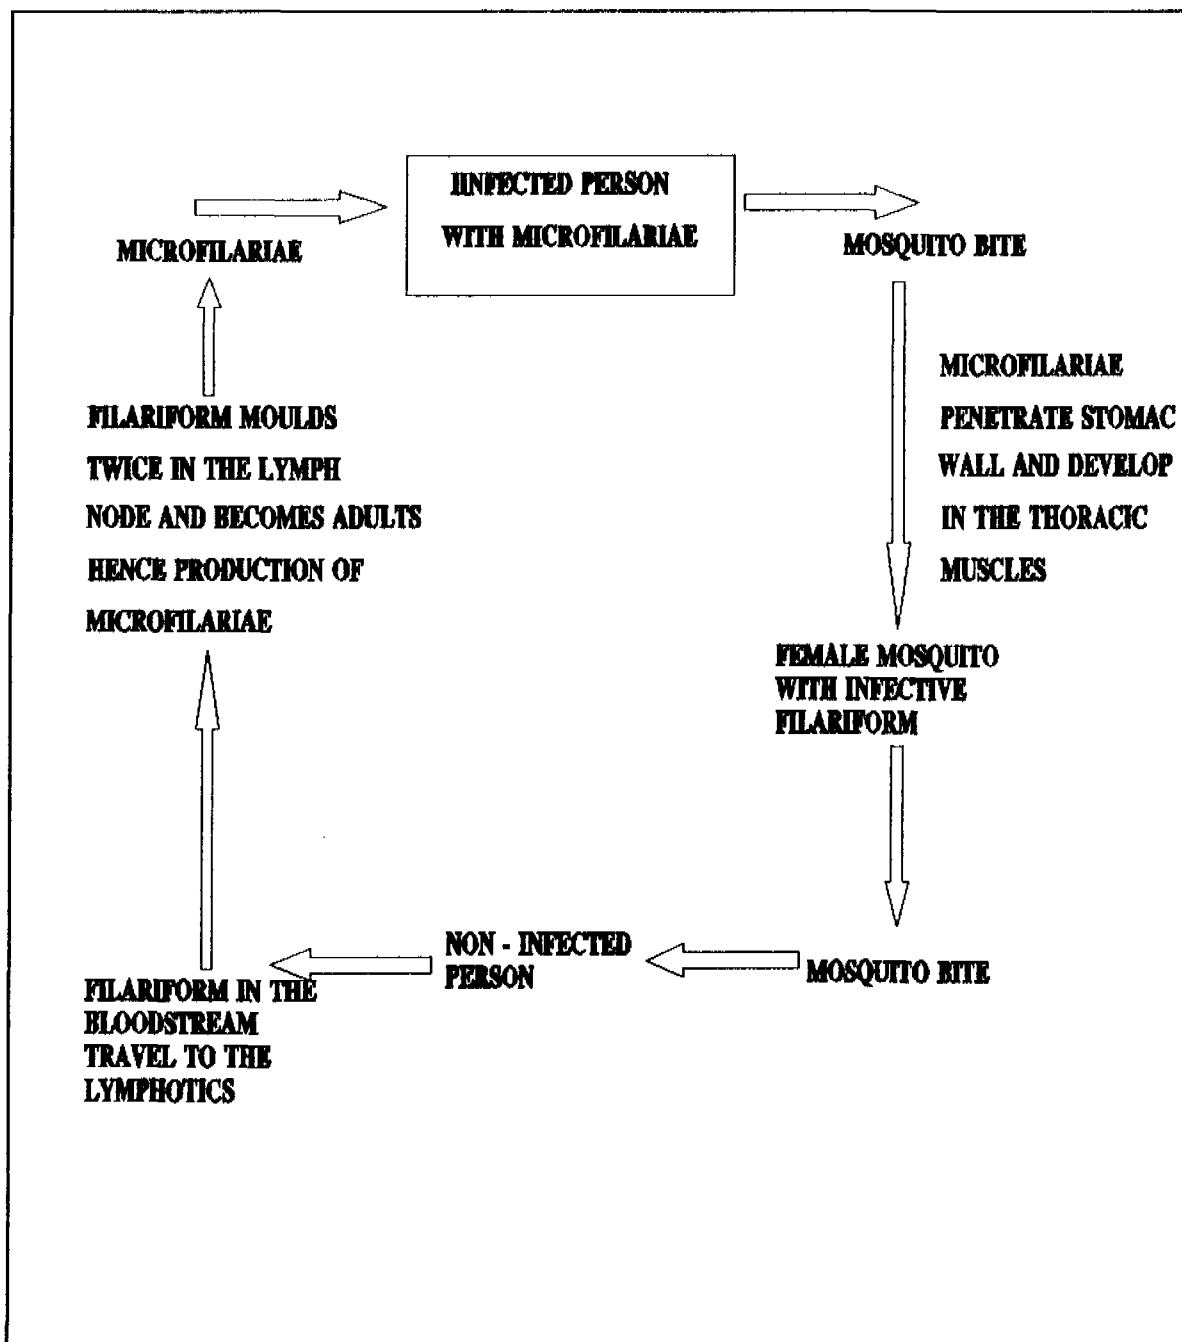 IINFECTED PERSON
WITH MICROFILARIAE
MOSQUITO BITE
MICROFILARIAE
PENETRATE STOMAC
WALL AND DEVELOP
IN THE THORACIC
MUSCLES
FEMALE MOSQUITO
WITH INFECTIVE
FILARIFORM
MOSQUITO BITE
NON - INFECTED
PERSON
FILARIFORM IN THE
BLOODSTREAM
TRAVEL TO THE
LYMPHOTICS
FILARIFORM MOULDS
TWICE IN THE LYMPH
NODE AND BECOMES ADULTS
HENCE PRODUCTION OF
MICROFILARIAE
MICROFILARIAE